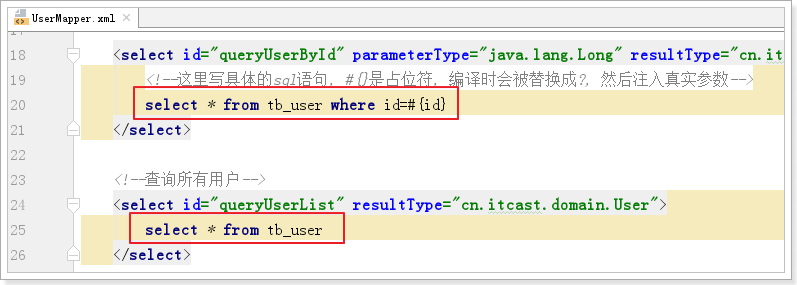 UserMapper.xml ×
18 <select id="queryUserById" parameterType="java.lang.Long" resultType="cn.it
19 <!--这里写具体的sql语句，#{}是占位符，编译时会被替换成?，然后注入真实参数-->
20 select * from tb_user where id=#{id}
21 </select>
22
23 <!--查询所有用户-->
24 <select id="queryUserList" resultType="cn.itcast.domain.User">
25 select * from tb_user
26 </select>